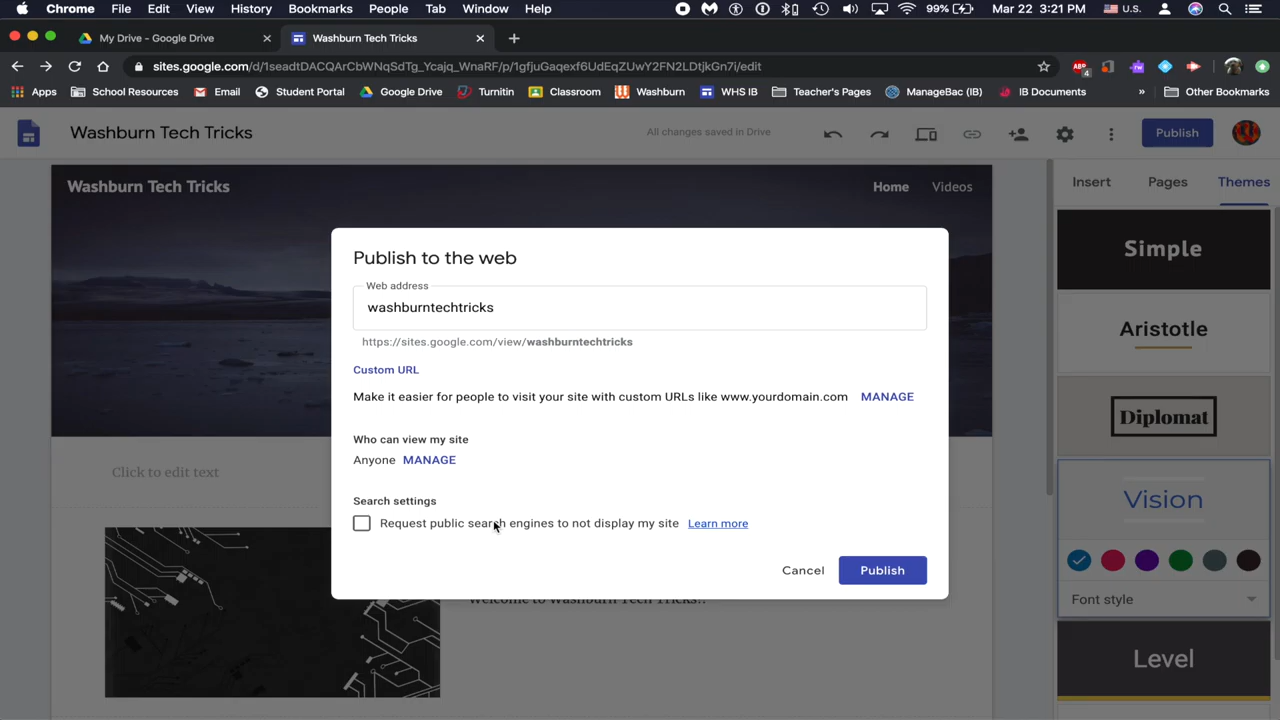 Chrome File Edit View History Bookmarks People Tab Window Help 99% Mar 22 3:21 PM U.S.
My Drive - Google Drive Washburn Tech Tricks
sites.google.com/d/1seadtDACQArCbWNqSdTg_Ycajq_WnaRF/p/1gfjuGaqexf6UdEqZUwY2FN2LDtjkGn7i/edit
ABP 4
Apps School Resources Email Student Portal Google Drive Turnitin Classroom Washburn WHS IB Teacher's Pages ManageBac (IB) IB Documents » Other Bookmarks
Washburn Tech Tricks All changes saved in Drive Publish
Washburn Tech Tricks Home Videos
Insert Pages Themes
Simple
Publish to the web
Web address
washburntechtricks
https://sites.google.com/view/washburntechtricks
Aristotle
Custom URL
Make it easier for people to visit your site with custom URLs like www.yourdomain.com MANAGE
Diplomat
Who can view my site
Anyone MANAGE
Click to edit text
Search settings
Request public search engines to not display my site Learn more
Vision
Cancel Publish
Font style
Welcome to Washburn Tech Tricks!!
Level